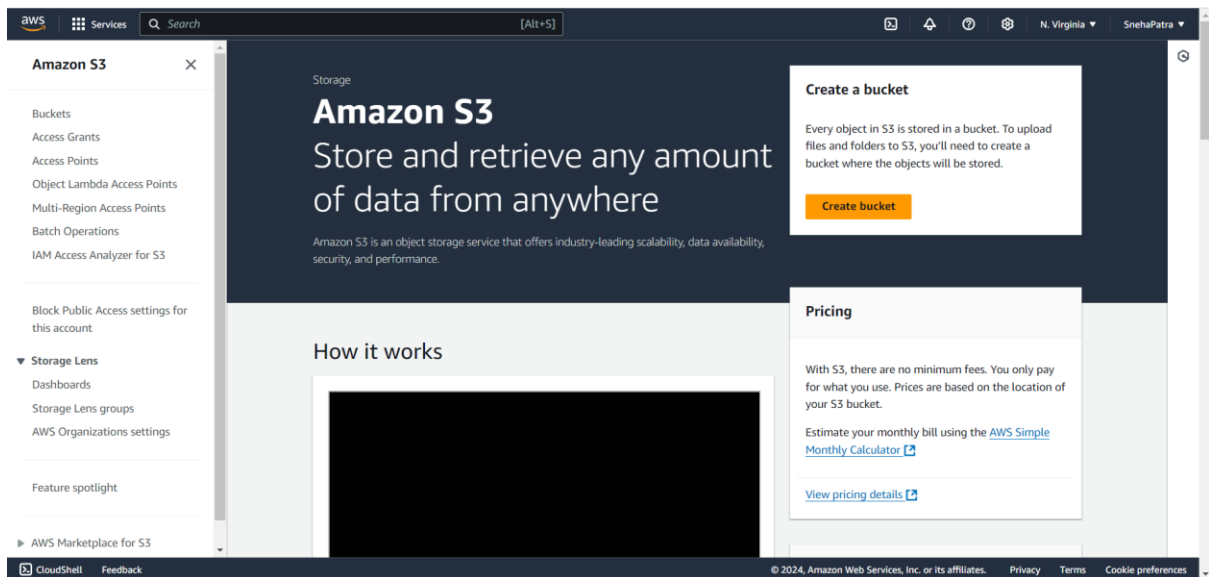 aws
Services
Search
[Alt+S]
N. Virginia
SnehaPatra
Amazon S3
Buckets
Access Grants
Access Points
Object Lambda Access Points
Multi-Region Access Points
Batch Operations
IAM Access Analyzer for S3
Block Public Access settings for
this account
Storage Lens
Dashboards
Storage Lens groups
AWS Organizations settings
Feature spotlight
AWS Marketplace for S3
Storage
Amazon S3
Store and retrieve any amount
of data from anywhere
Amazon S3 is an object storage service that offers industry-leading scalability, data availability,
security, and performance.
How it works
Create a bucket
Every object in S3 is stored in a bucket. To upload
files and folders to S3, you'll need to create a
bucket where the objects will be stored.
Create bucket
Pricing
With S3, there are no minimum fees. You only pay
for what you use. Prices are based on the location of
your S3 bucket.
Estimate your monthly bill using the AWS Simple
Monthly Calculator
View pricing details
CloudShell
Feedback
© 2024, Amazon Web Services, Inc. or its affiliates.
Privacy
Terms
Cookie preferences